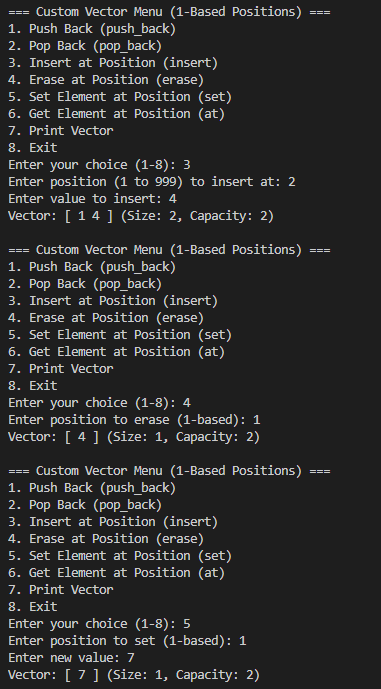 === Custom Vector Menu (1-Based Positions) ===
1. Push Back (push_back)
2. Pop Back (pop_back)
3. Insert at Position (insert)
4. Erase at Position (erase)
5. Set Element at Position (set)
6. Get Element at Position (at)
7. Print Vector
8. Exit
Enter your choice (1-8): 3
Enter position (1 to 999) to insert at: 2
Enter value to insert: 4
Vector: [ 1 4 ] (Size: 2, Capacity: 2)
=== Custom Vector Menu (1-Based Positions) ===
1. Push Back (push_back)
2. Pop Back (pop_back)
3. Insert at Position (insert)
4. Erase at Position (erase)
5. Set Element at Position (set)
6. Get Element at Position (at)
7. Print Vector
8. Exit
Enter your choice (1-8): 4
Enter position to erase (1-based): 1
Vector: [ 4 ] (Size: 1, Capacity: 2)
=== Custom Vector Menu (1-Based Positions) ===
1. Push Back (push_back)
2. Pop Back (pop_back)
3. Insert at Position (insert)
4. Erase at Position (erase)
5. Set Element at Position (set)
6. Get Element at Position (at)
7. Print Vector
8. Exit
Enter your choice (1-8): 5
Enter position to set (1-based): 1
Enter new value: 7
Vector: [ 7 ] (Size: 1, Capacity: 2)